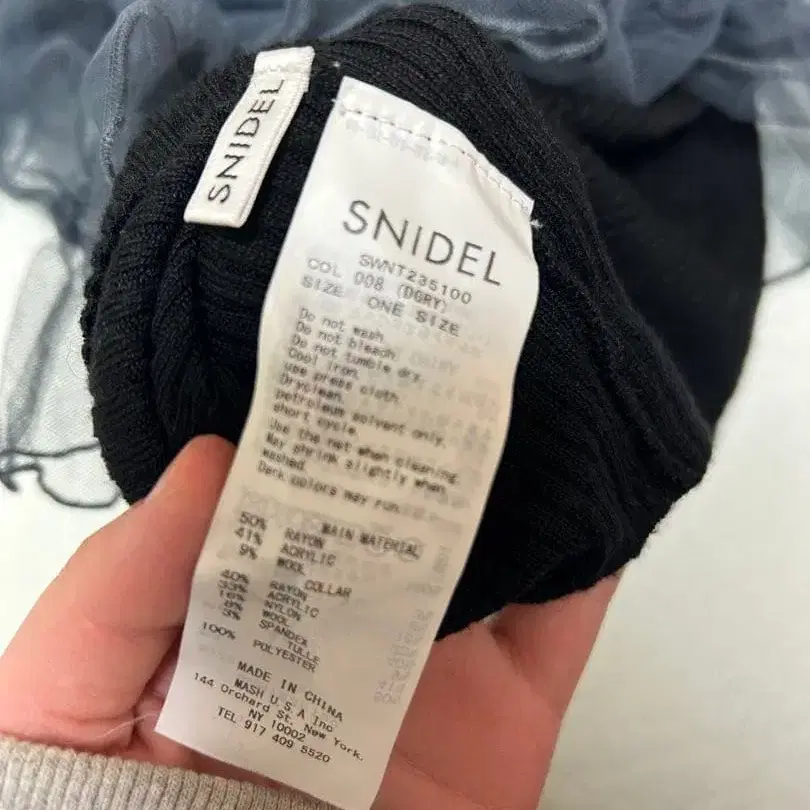 SNIDEL
SNIDEL
SWNT235100
COL 008 (DGRY)
SIZE ONE SIZE
Do not wash.
Do not bleach.
Do not tumble dry.
Cool iron.
use press cloth.
Dryclean.
petroleum solvent only.
short cycle.
Use the net when cleaning.
May shrink slightly when
washed.
Dark colors may run.
MAIN MATERIAL
50% RAYON
41% ACRYLIC
9% WOOL
COLLAR
40% RAYON
33% ACRYLIC
16% NYLON
8% WOOL
3% SPANDEX
TULLE
100% POLYESTER
MADE IN CHINA
MASH U.S.A Inc
144 Orchard St. New York.
NY 10002
TEL 917 409 5520